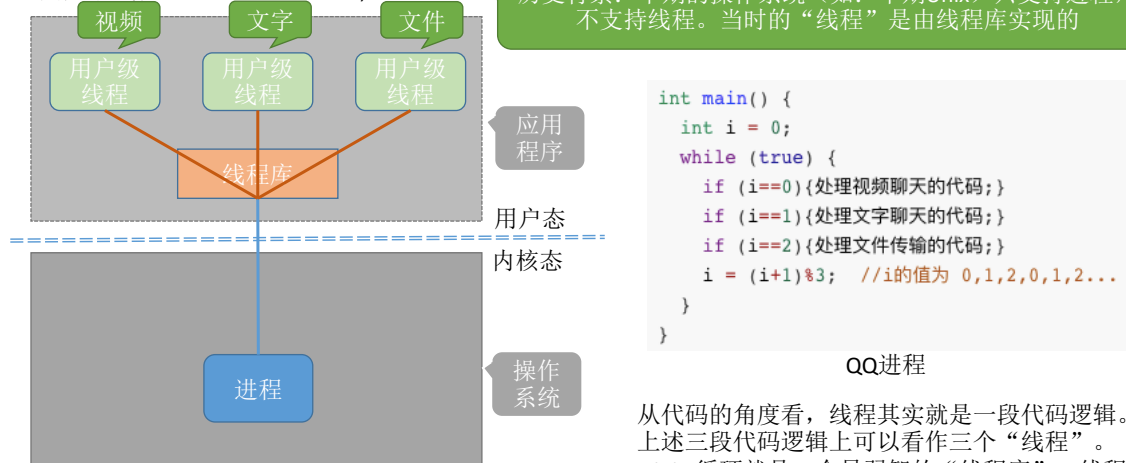 不支持线程。当时的“线程”是由线程库实现的
视频
文字
文件
用户级
线程
用户级
线程
用户级
线程
线程库
应用
程序
用户态
内核态
进程
操作
系统
int main() {
int i = 0;
while (true) {
if (i==0){处理视频聊天的代码;}
if (i==1){处理文字聊天的代码;}
if (i==2){处理文件传输的代码;}
i = (i+1)%3; //i的值为 0,1,2,0,1,2...
}
}
QQ进程
从代码的角度看，线程其实就是一段代码逻辑。
上述三段代码逻辑上可以看作三个“线程”。